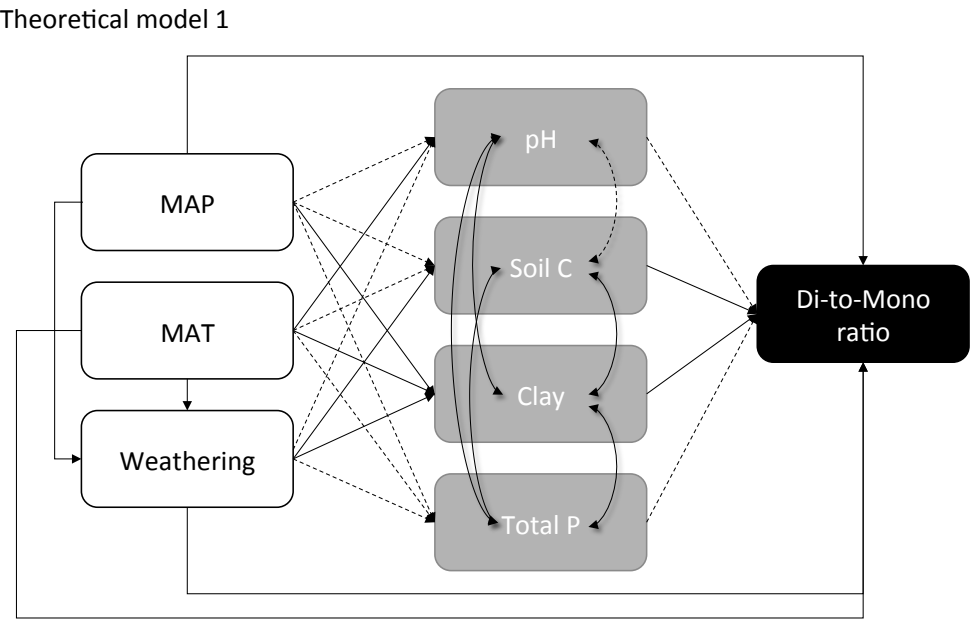 Theoretical model 1
MAP
MAT
Weathering
pH
Soil C
Clay
Total P
Di-to-Mono
ratio